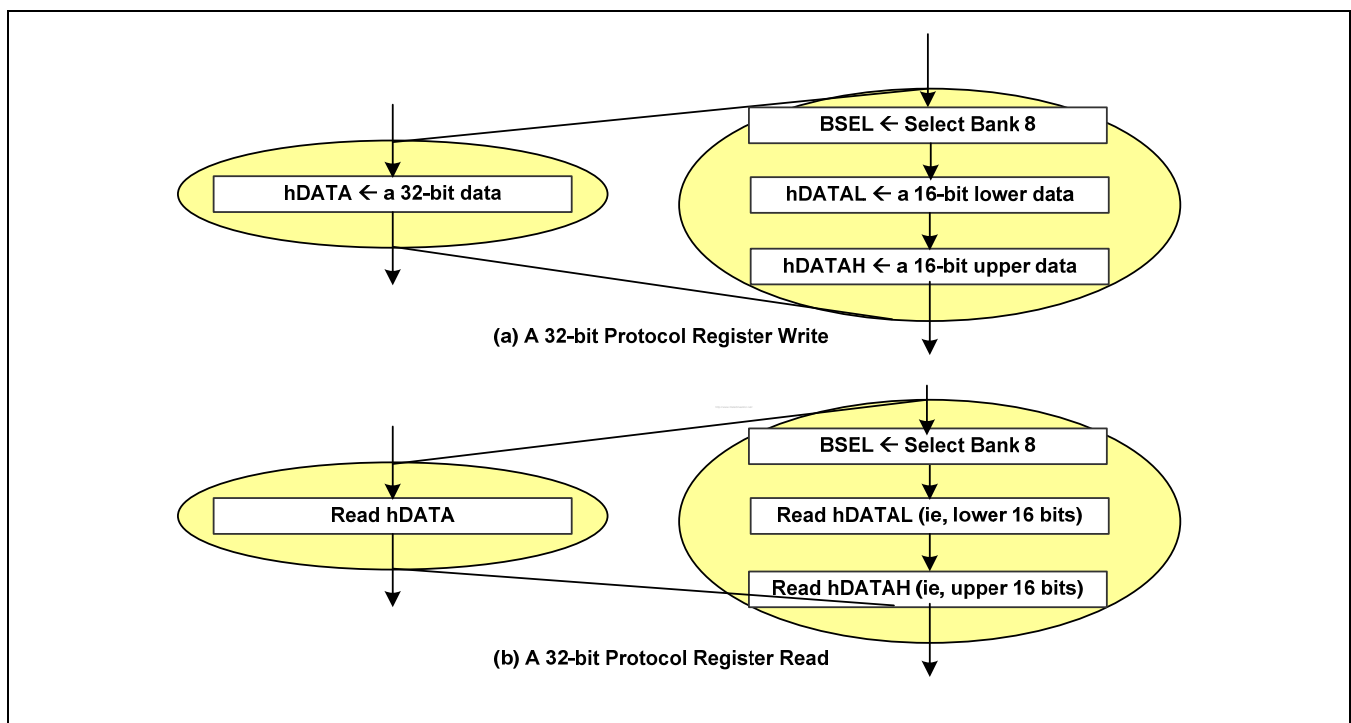 BSEL ← Select Bank 8
hDATA ← a 32-bit data
hDATAL ← a 16-bit lower data
hDATAH ← a 16-bit upper data
(a) A 32-bit Protocol Register Write
BSEL ← Select Bank 8
Read hDATA
Read hDATAL (ie, lower 16 bits)
Read hDATAH (ie, upper 16 bits)
(b) A 32-bit Protocol Register Read